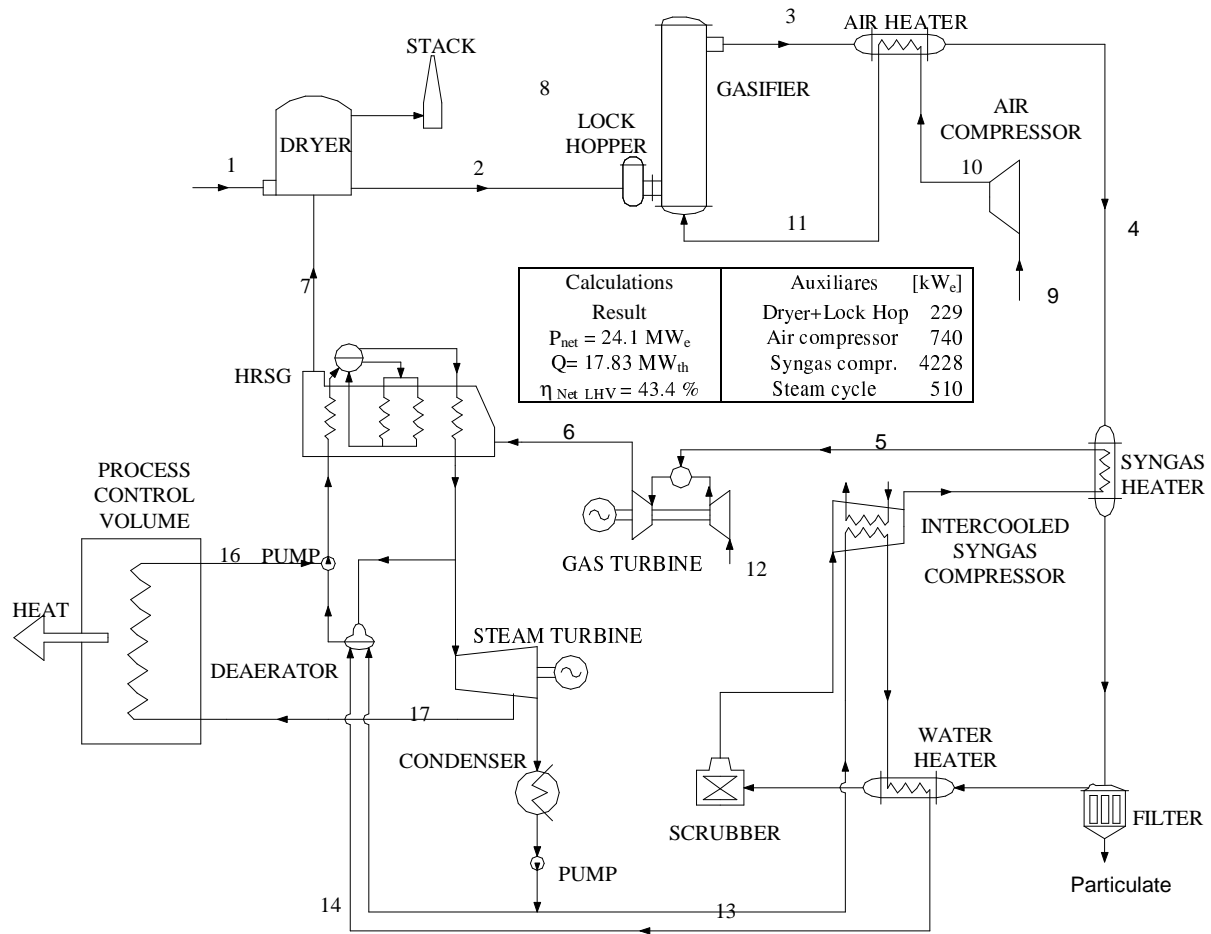 3
AIR HEATER
STACK
8
GASIFIER
LOCK
HOPPER
AIR
COMPRESSOR
DRYER
1
2
10
11
4
7
9
Calculations
Result
Pnet = 24.1 MWe
Q= 17.83 MWth
η Net LHV = 43.4 %
Auxiliares [kWe]
Dryer+Lock Hop 229
Air compressor 740
Syngas compr. 4228
Steam cycle 510
HRSG
6
5
SYNGAS
HEATER
PROCESS
CONTROL
VOLUME
INTERCOOLED
SYNGAS
COMPRESSOR
16
PUMP
GAS TURBINE
12
HEAT
STEAM TURBINE
DEAERATOR
17
CONDENSER
WATER
HEATER
SCRUBBER
FILTER
PUMP
Particulate
14
13